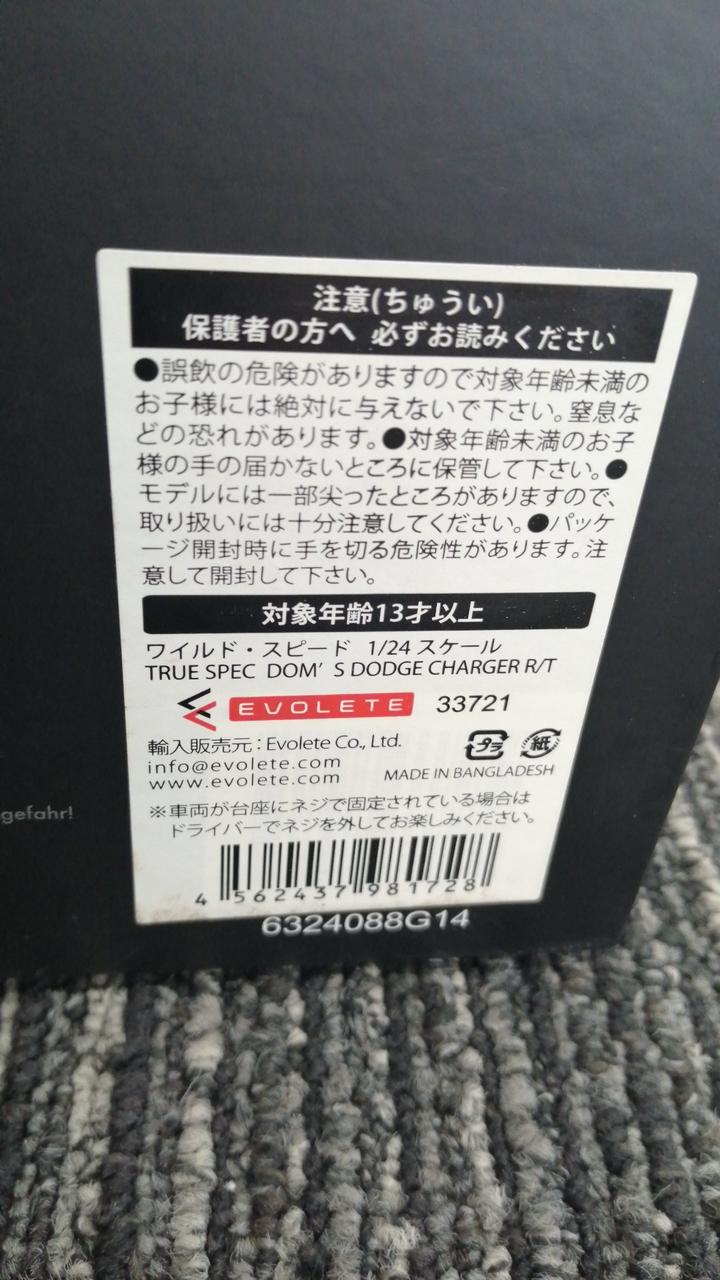 注意(ちゅうい)
保護者の方へ 必ずお読みください
●誤飲の危険がありますので対象年齢未満の
お子様には絶対に与えないで下さい。窒息な
どの恐れがあります。●対象年齢未満のお子
様の手の届かないところに保管して下さい。●
モデルには一部尖ったところがありますので、
取り扱いには十分注意してください。●パッケ
ージ開封時に手を切る危険性があります。注
意して開封して下さい。
対象年齢13才以上
ワイルド・スピード 1/24 スケール
TRUE SPEC DOM'S DODGE CHARGER R/T
EVOLETE 33721
輸入販売元:Evolete Co., Ltd.
プラ 紙
info@evolete.com
www.evolete.com
MADE IN BANGLADESH
gefahr!
※車両が台座にネジで固定されている場合は
ドライバーでネジを外してお楽しみください。
4 562437 981728
6324088G14